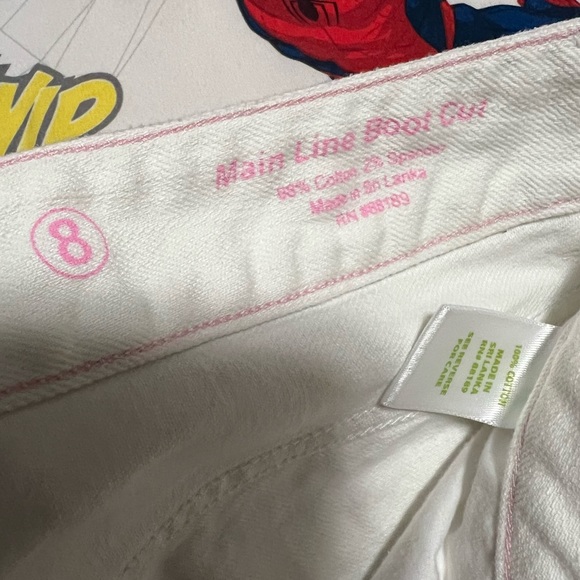 WIP
8
Main Line Boot Cut
98% Cotton 2% Spandex
Made in Sri Lanka
RN #88189
100% COTTON
MADE IN
SRI LANKA
RN# 88189
SEE REVERSE
FOR CARE